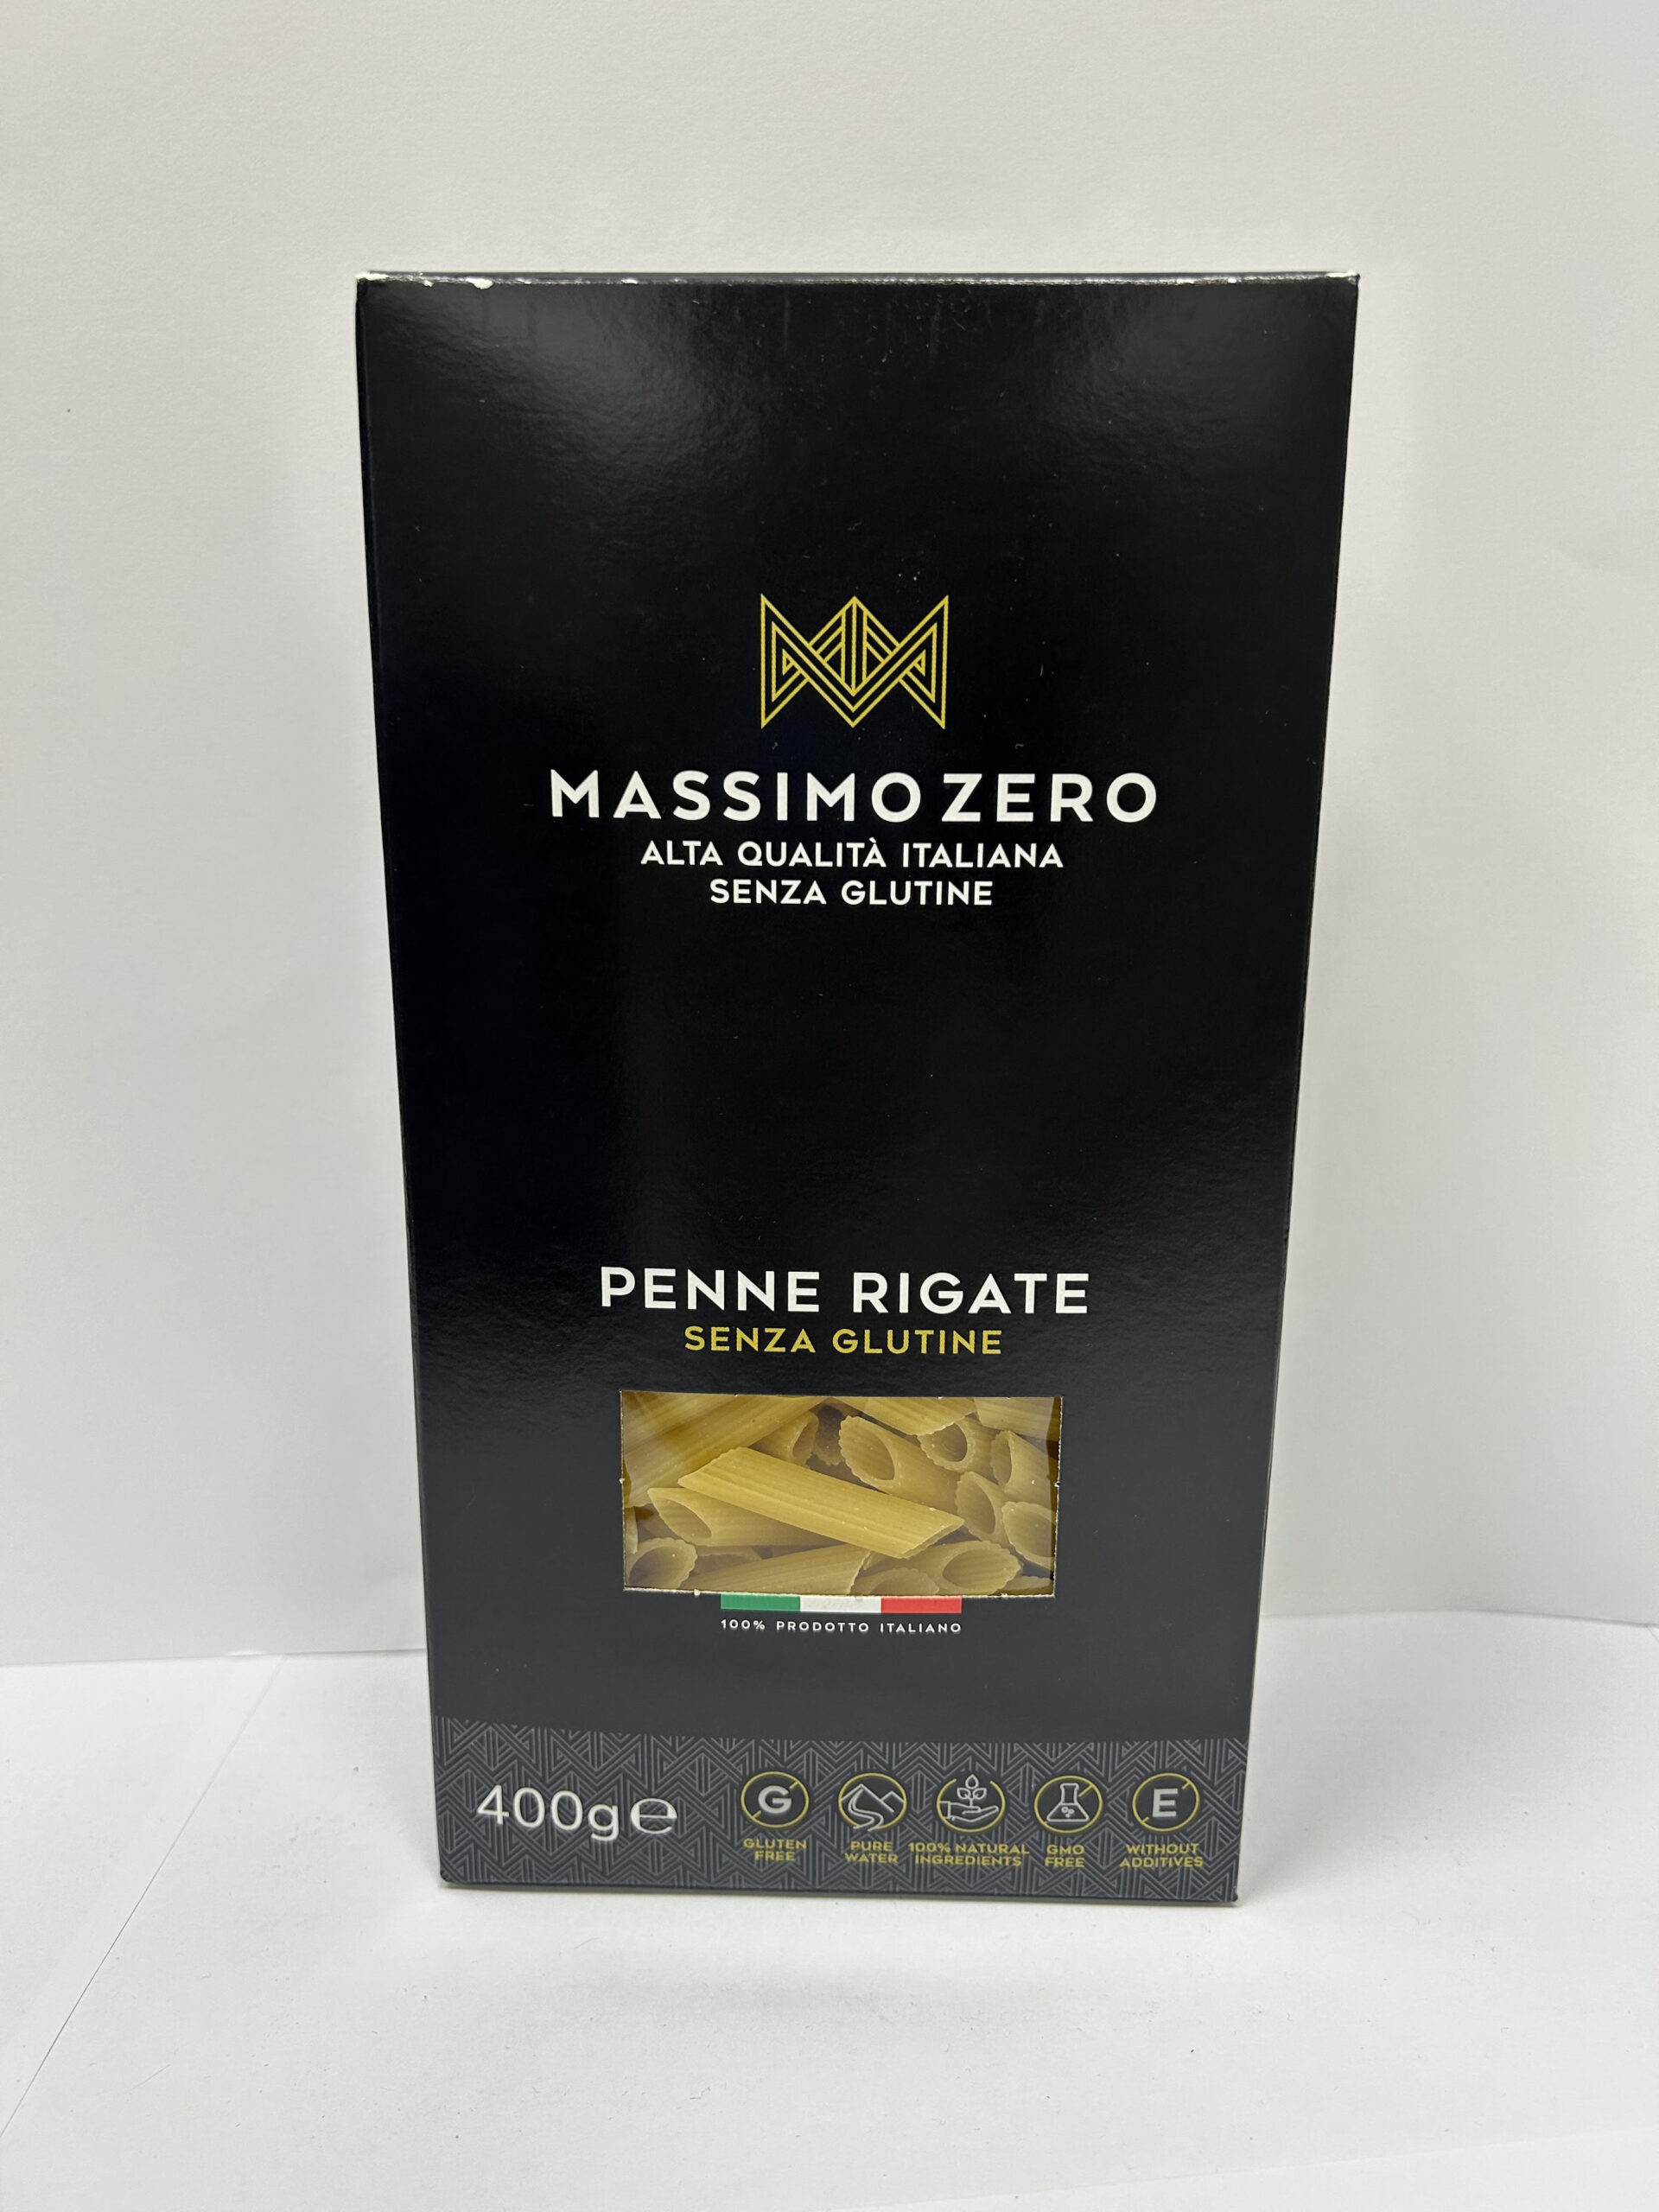 MASSIMO ZERO
ALTA QUALITÀ ITALIANA
SENZA GLUTINE
PENNE RIGATE
SENZA GLUTINE
100% PRODOTTO ITALIANO
400g℮
G
GLUTEN
FREE
PURE
WATER
100% NATURAL
INGREDIENTS
GMO
FREE
E
WITHOUT
ADDITIVES